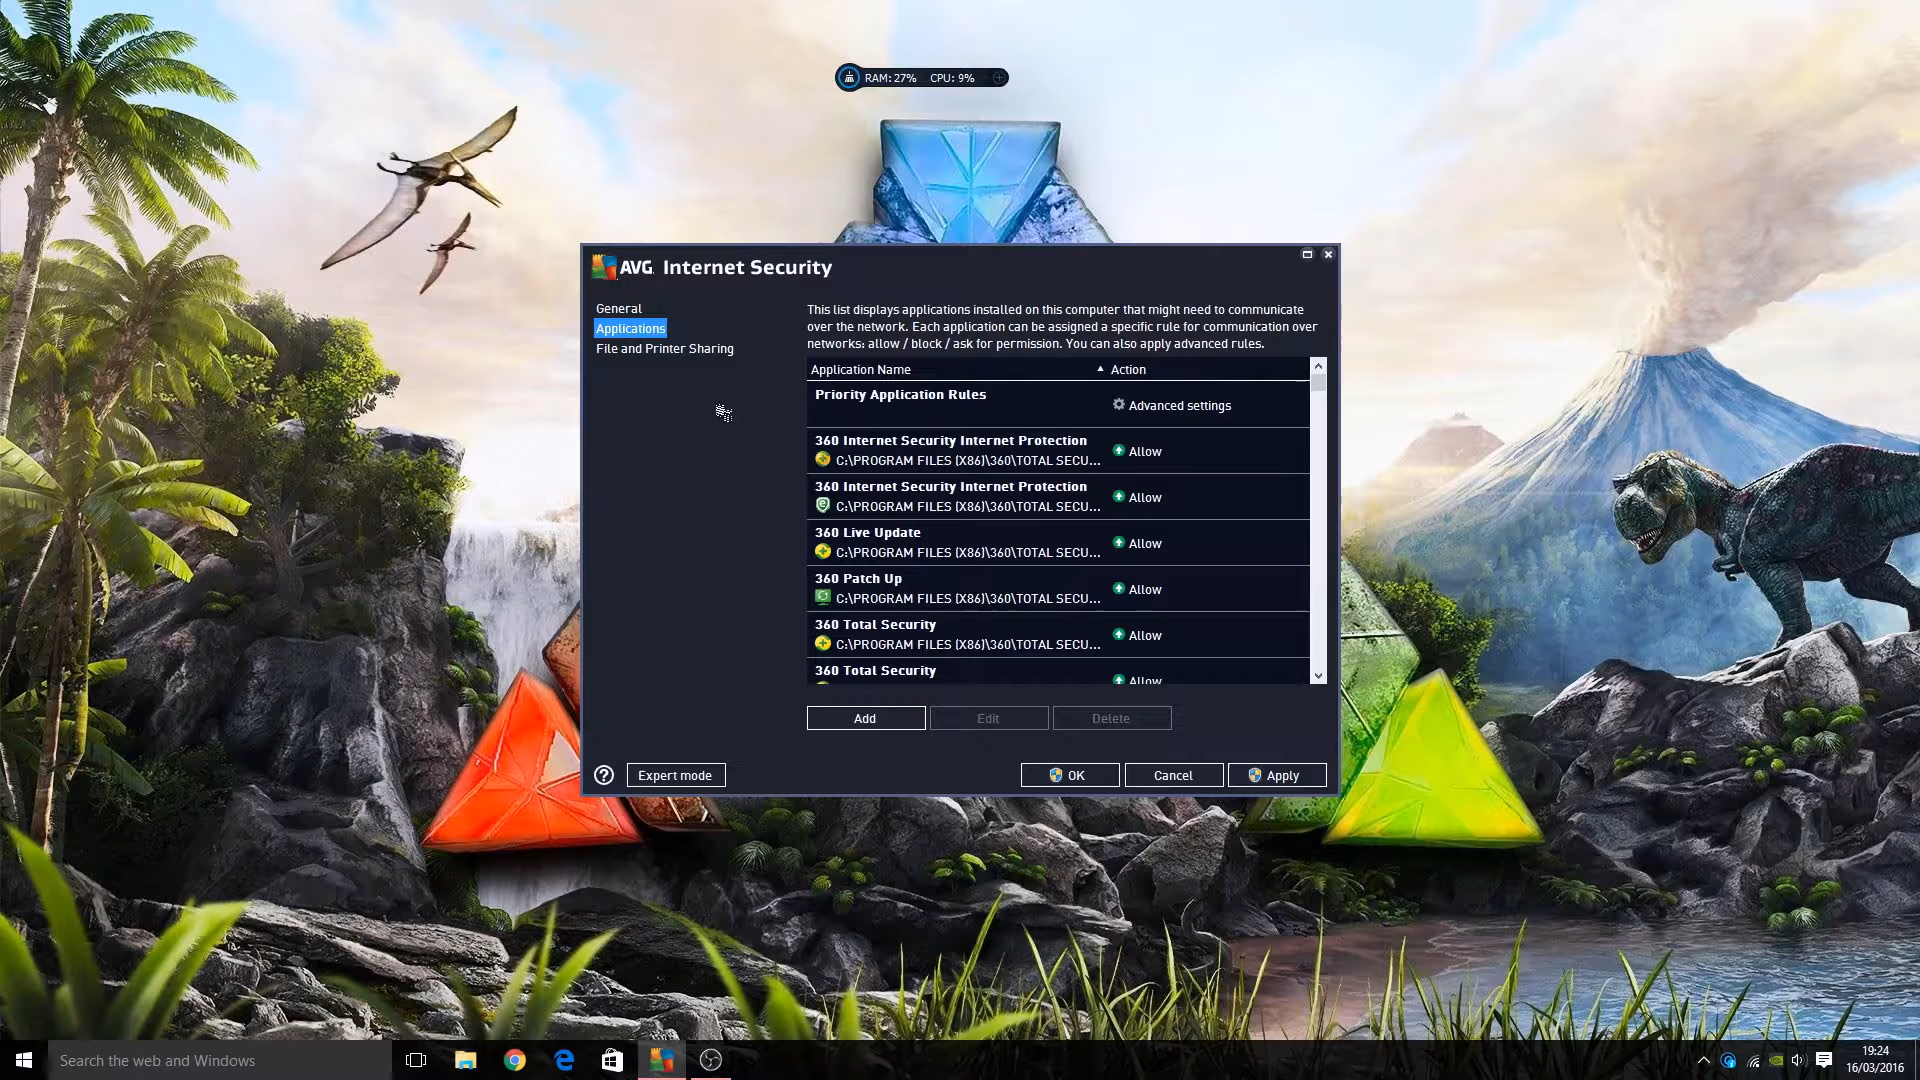 RAM: 27% CPU: 9%
AVG Internet Security
General
Applications
File and Printer Sharing
This list displays applications installed on this computer that might need to communicate
over the network. Each application can be assigned a specific rule for communication over
networks: allow / block / ask for permission. You can also apply advanced rules.
Application Name Action
Priority Application Rules
Advanced settings
360 Internet Security Internet Protection
C:\PROGRAM FILES (X86)\360\TOTAL SECU... Allow
360 Internet Security Internet Protection
C:\PROGRAM FILES (X86)\360\TOTAL SECU... Allow
360 Live Update
C:\PROGRAM FILES (X86)\360\TOTAL SECU... Allow
360 Patch Up
C:\PROGRAM FILES (X86)\360\TOTAL SECU... Allow
360 Total Security
C:\PROGRAM FILES (X86)\360\TOTAL SECU... Allow
360 Total Security
Allow
Add Edit Delete
Expert mode OK Cancel Apply
Search the web and Windows
19:24
16/03/2016